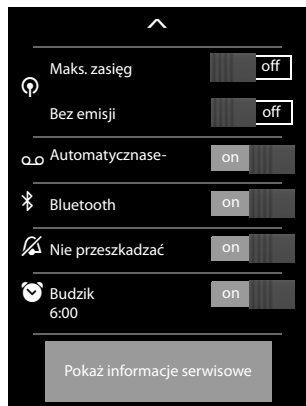 Maks. zasięg off
Bez emisji off
Automatycznase- on
Bluetooth on
Nie przeszkadzać on
Budzik on
6:00
Pokaż informacje serwisowe